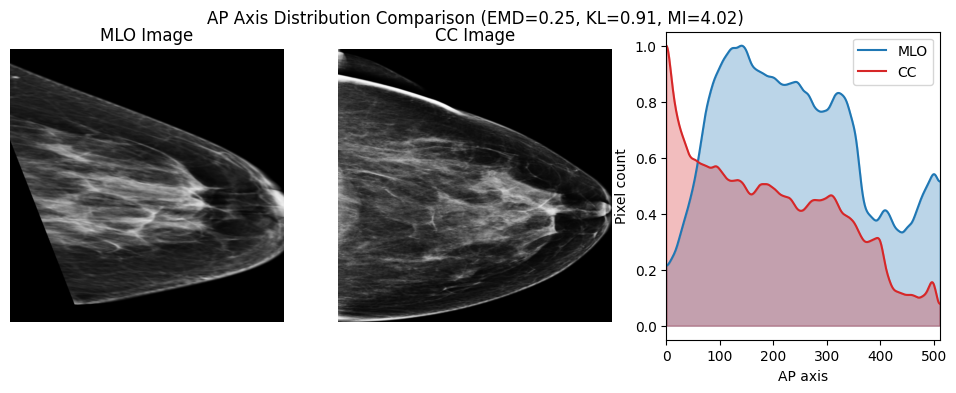 AP Axis Distribution Comparison (EMD=0.25, KL=0.91, MI=4.02)
MLO Image
CC Image
MLO
CC
Pixel count
1.0
0.8
0.6
0.4
0.2
0.0
0 100 200 300 400 500
AP axis